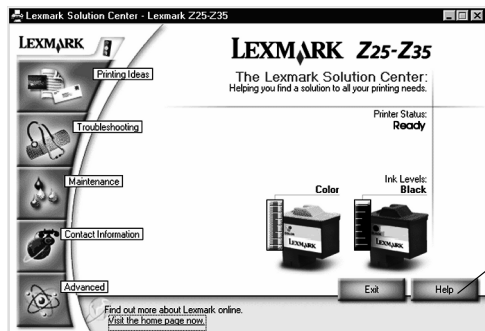 Lexmark Solution Center - Lexmark Z25-Z35
LEXMARK
LEXMARK Z25-Z35
Printing Ideas
The Lexmark Solution Center:
Helping you find a solution to all your printing needs.
Printer Status:
Ready
Troubleshooting
Maintenance
Ink Levels:
Color
Black
LEXMARK
LEXMARK
Contact Information
Advanced
Exit
Help
Find out more about Lexmark online.
Visit the home page now.